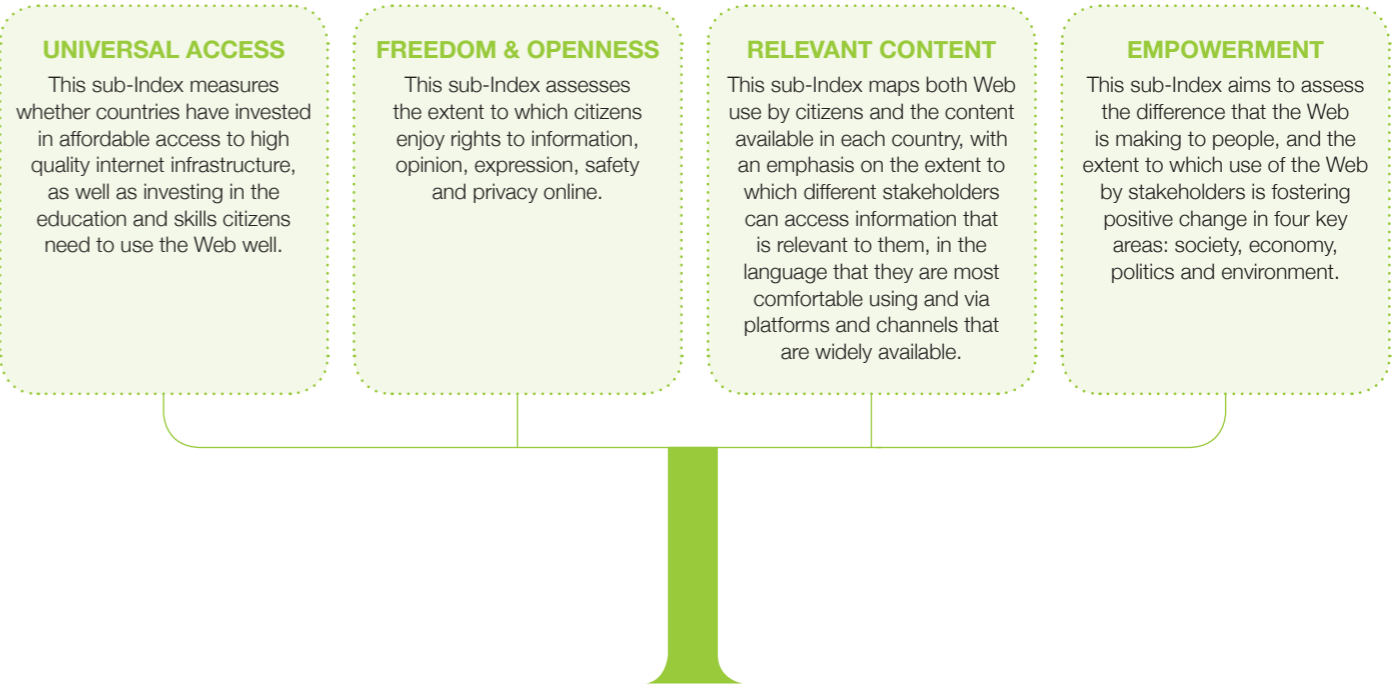 UNIVERSAL ACCESS
This sub-Index measures
whether countries have invested
in affordable access to high
quality internet infrastructure,
as well as investing in the
education and skills citizens
need to use the Web well.
FREEDOM & OPENNESS
This sub-Index assesses
the extent to which citizens
enjoy rights to information,
opinion, expression, safety
and privacy online.
RELEVANT CONTENT
This sub-Index maps both Web
use by citizens and the content
available in each country, with
an emphasis on the extent to
which different stakeholders
can access information that
is relevant to them, in the
language that they are most
comfortable using and via
platforms and channels that
are widely available.
EMPOWERMENT
This sub-Index aims to assess
the difference that the Web
is making to people, and the
extent to which use of the Web
by stakeholders is fostering
positive change in four key
areas: society, economy,
politics and environment.